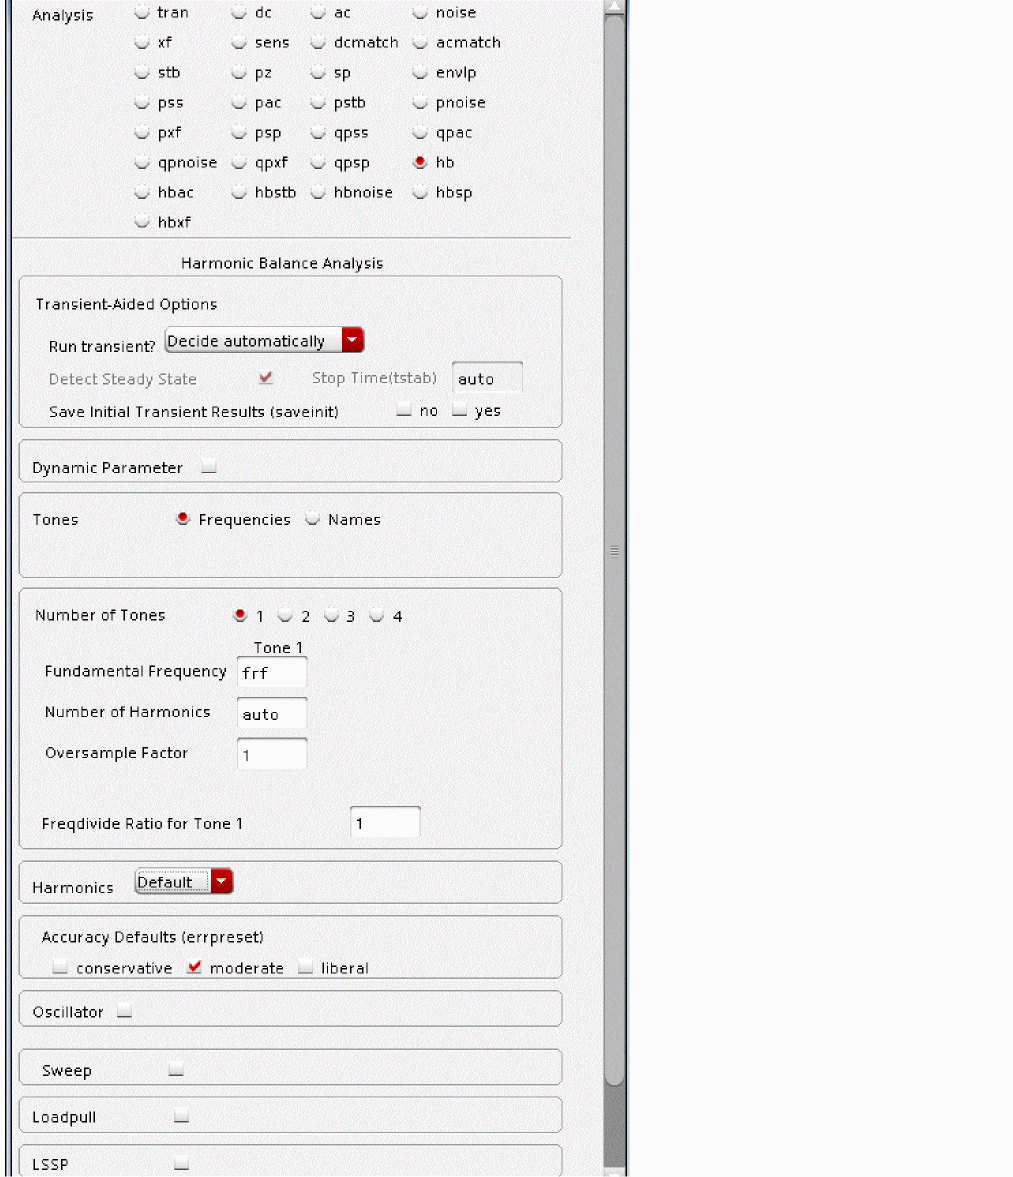 Analysis tran dc ac noise
xf sens dcmatch acmatch
stb pz sp envlp
pss pac pstb pnoise
pxf psp qpss qpac
qpnoise qpxf qpsp hb
hbac hbstb hbnoise hbsp
hbxf
Harmonic Balance Analysis
Transient-Aided Options
Run transient? Decide automatically
Detect Steady State Stop Time(tstab) auto
Save Initial Transient Results (saveinit) no yes
Dynamic Parameter
Tones Frequencies Names
Number of Tones 1 2 3 4
Tone 1
Fundamental Frequency frf
Number of Harmonics auto
Oversample Factor 1
Freqdivide Ratio for Tone 1 1
Harmonics Default
Accuracy Defaults (errpreset)
conservative moderate liberal
Oscillator
Sweep
Loadpull
LSSP